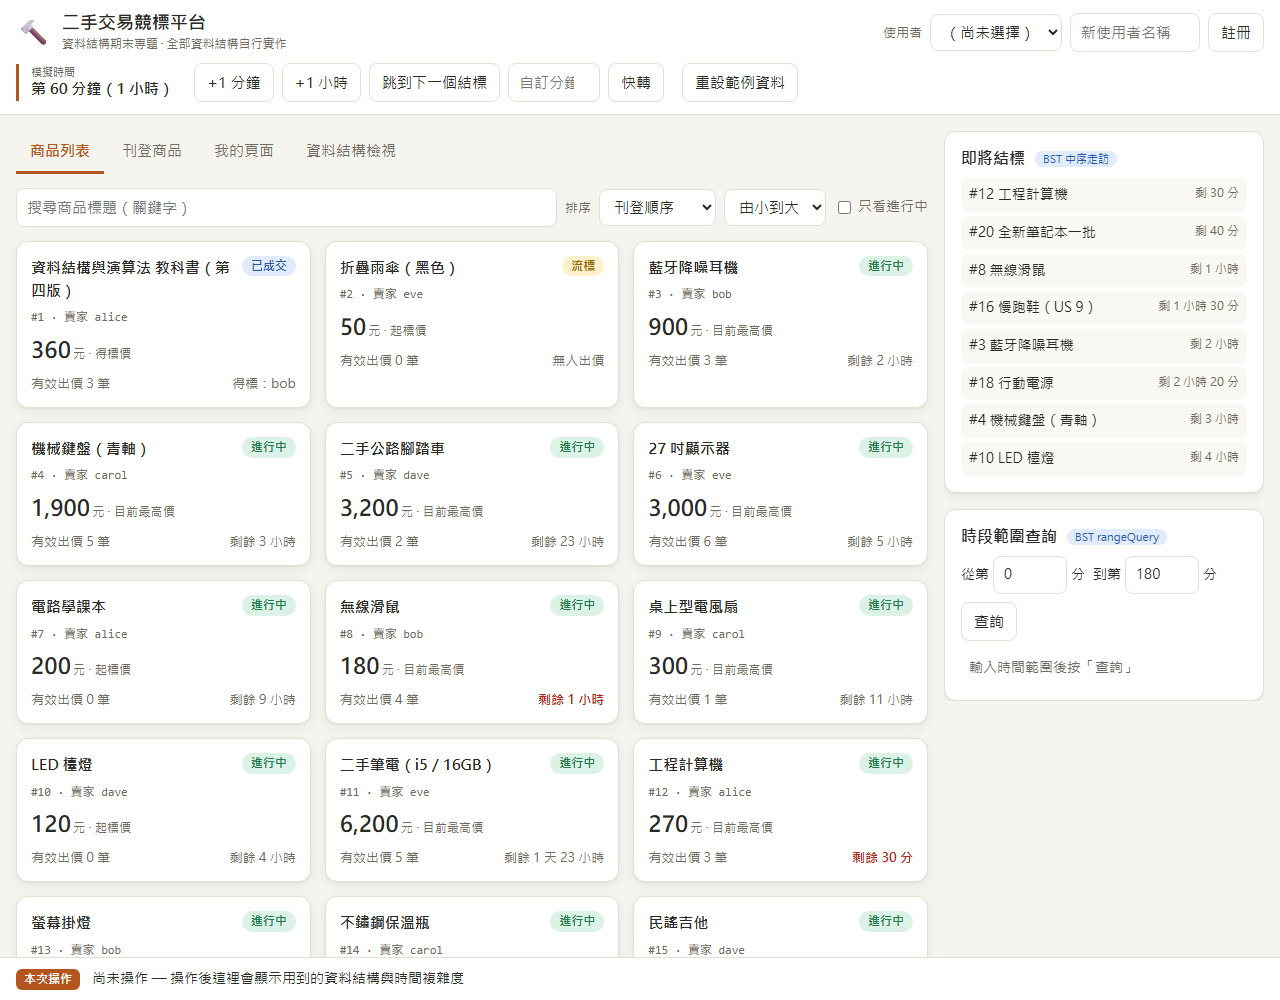 二手交易競標平台
資料結構期末專題 · 全部資料結構自行實作
使用者
（尚未選擇）
新使用者名稱
註冊
模擬時間
第 60 分鐘（1 小時）
+1 分鐘
+1 小時
跳到下一個結標
自訂分鐘
快轉
重設範例資料
商品列表
刊登商品
我的頁面
資料結構檢視
搜尋商品標題（關鍵字）
排序
刊登順序
由小到大
只看進行中
資料結構與演算法 教科書（第
四版）
已成交
#1 · 賣家 alice
360 元 · 得標價
有效出價 3 筆
得標：bob
折疊雨傘（黑色）
流標
#2 · 賣家 eve
50 元 · 起標價
有效出價 0 筆
無人出價
藍牙降噪耳機
進行中
#3 · 賣家 bob
900 元 · 目前最高價
有效出價 3 筆
剩餘 2 小時
機械鍵盤（青軸）
進行中
#4 · 賣家 carol
1,900 元 · 目前最高價
有效出價 5 筆
剩餘 3 小時
二手公路腳踏車
進行中
#5 · 賣家 dave
3,200 元 · 目前最高價
有效出價 2 筆
剩餘 23 小時
27 吋顯示器
進行中
#6 · 賣家 eve
3,000 元 · 目前最高價
有效出價 6 筆
剩餘 5 小時
電路學課本
進行中
#7 · 賣家 alice
200 元 · 起標價
有效出價 0 筆
剩餘 9 小時
無線滑鼠
進行中
#8 · 賣家 bob
180 元 · 目前最高價
有效出價 4 筆
剩餘 1 小時
桌上型電風扇
進行中
#9 · 賣家 carol
300 元 · 目前最高價
有效出價 1 筆
剩餘 11 小時
LED 檯燈
進行中
#10 · 賣家 dave
120 元 · 起標價
有效出價 0 筆
剩餘 4 小時
二手筆電（i5 / 16GB）
進行中
#11 · 賣家 eve
6,200 元 · 目前最高價
有效出價 5 筆
剩餘 1 天 23 小時
工程計算機
進行中
#12 · 賣家 alice
270 元 · 目前最高價
有效出價 3 筆
剩餘 30 分
螢幕掛燈
進行中
#13 · 賣家 bob
不鏽鋼保溫瓶
進行中
#14 · 賣家 carol
民謠吉他
進行中
#15 · 賣家 dave
即將結標
BST 中序走訪
#12 工程計算機
剩 30 分
#20 全新筆記本一批
剩 40 分
#8 無線滑鼠
剩 1 小時
#16 慢跑鞋（US 9）
剩 1 小時 30 分
#3 藍牙降噪耳機
剩 2 小時
#18 行動電源
剩 2 小時 20 分
#4 機械鍵盤（青軸）
剩 3 小時
#10 LED 檯燈
剩 4 小時
時段範圍查詢
BST rangeQuery
從第 0 分 到第 180 分
查詢
輸入時間範圍後按「查詢」
本次操作
尚未操作 — 操作後這裡會顯示用到的資料結構與時間複雜度